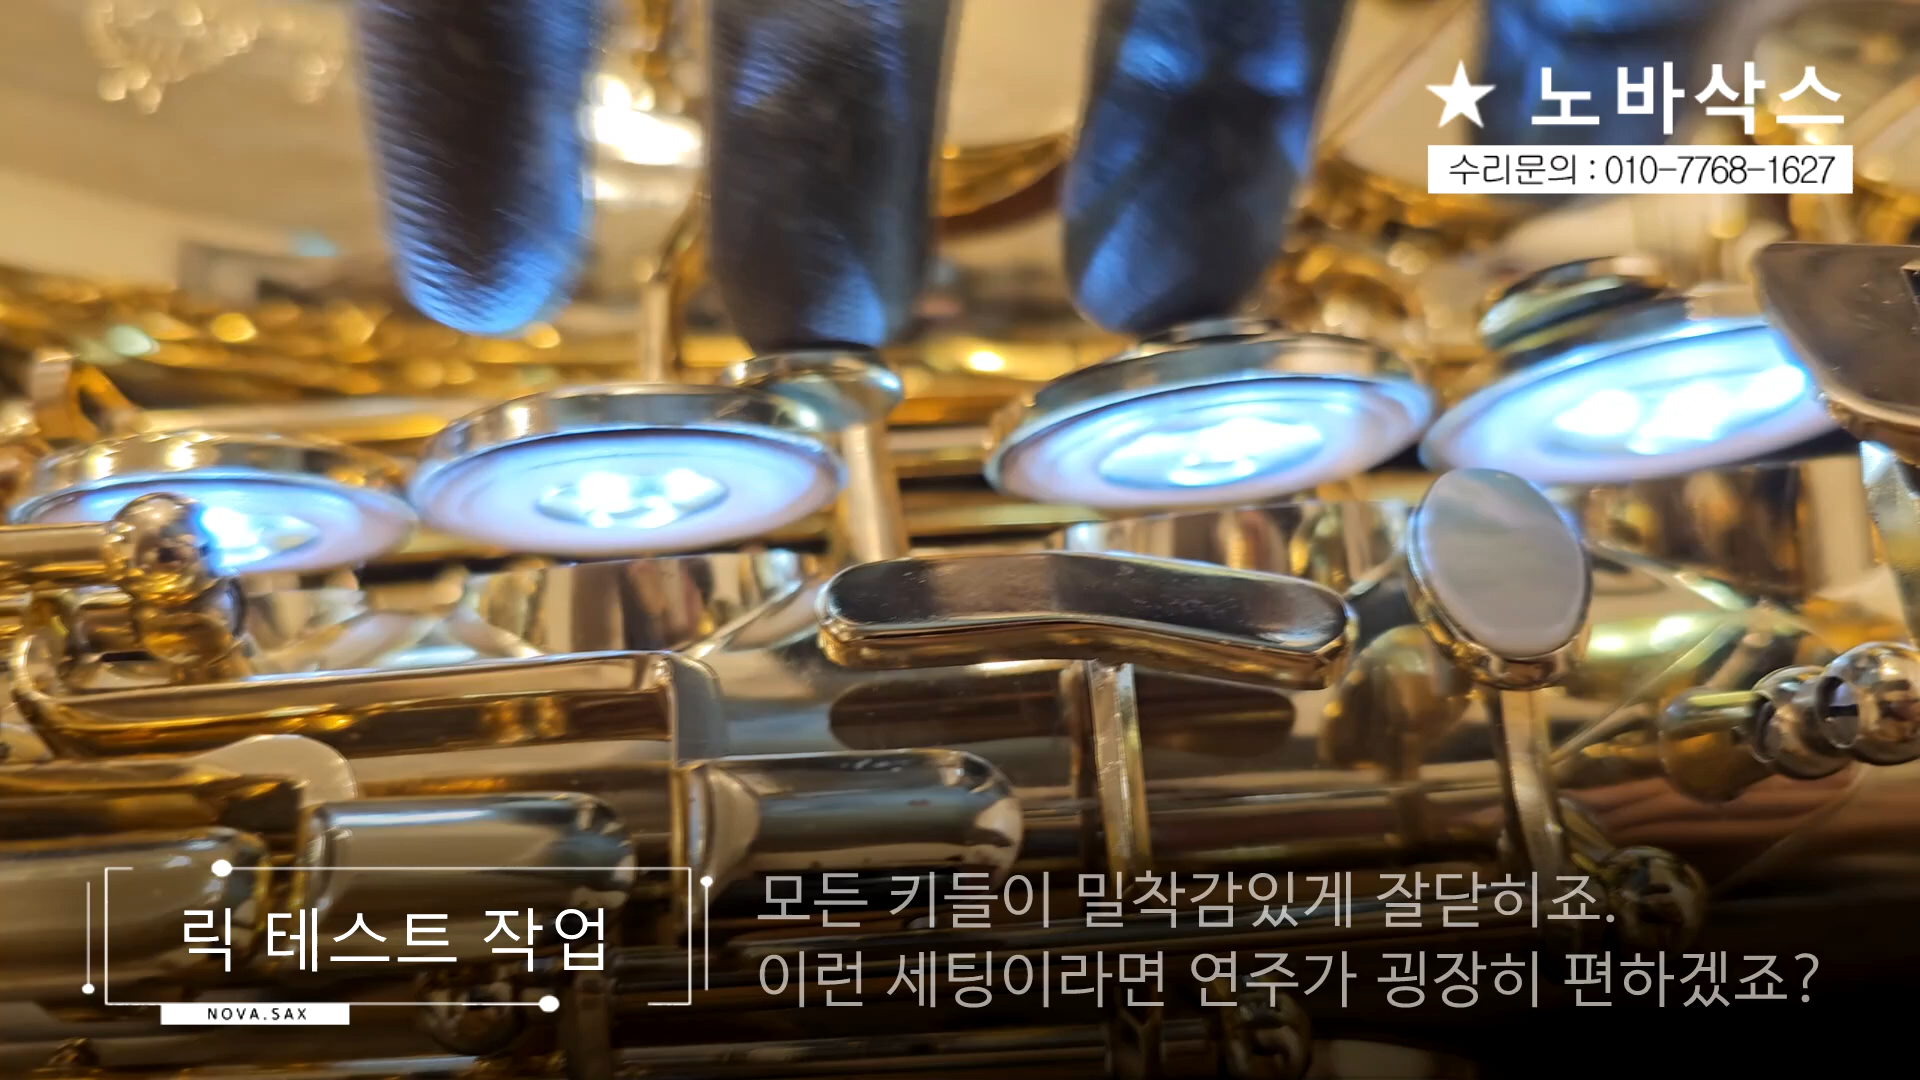 ★ 노바삭스
수리문의 : 010-7768-1627
릭 테스트 작업
NOVA.SAX
모든 키들이 밀착감있게 잘닫히죠.
이런 세팅이라면 연주가 굉장히 편하겠죠?